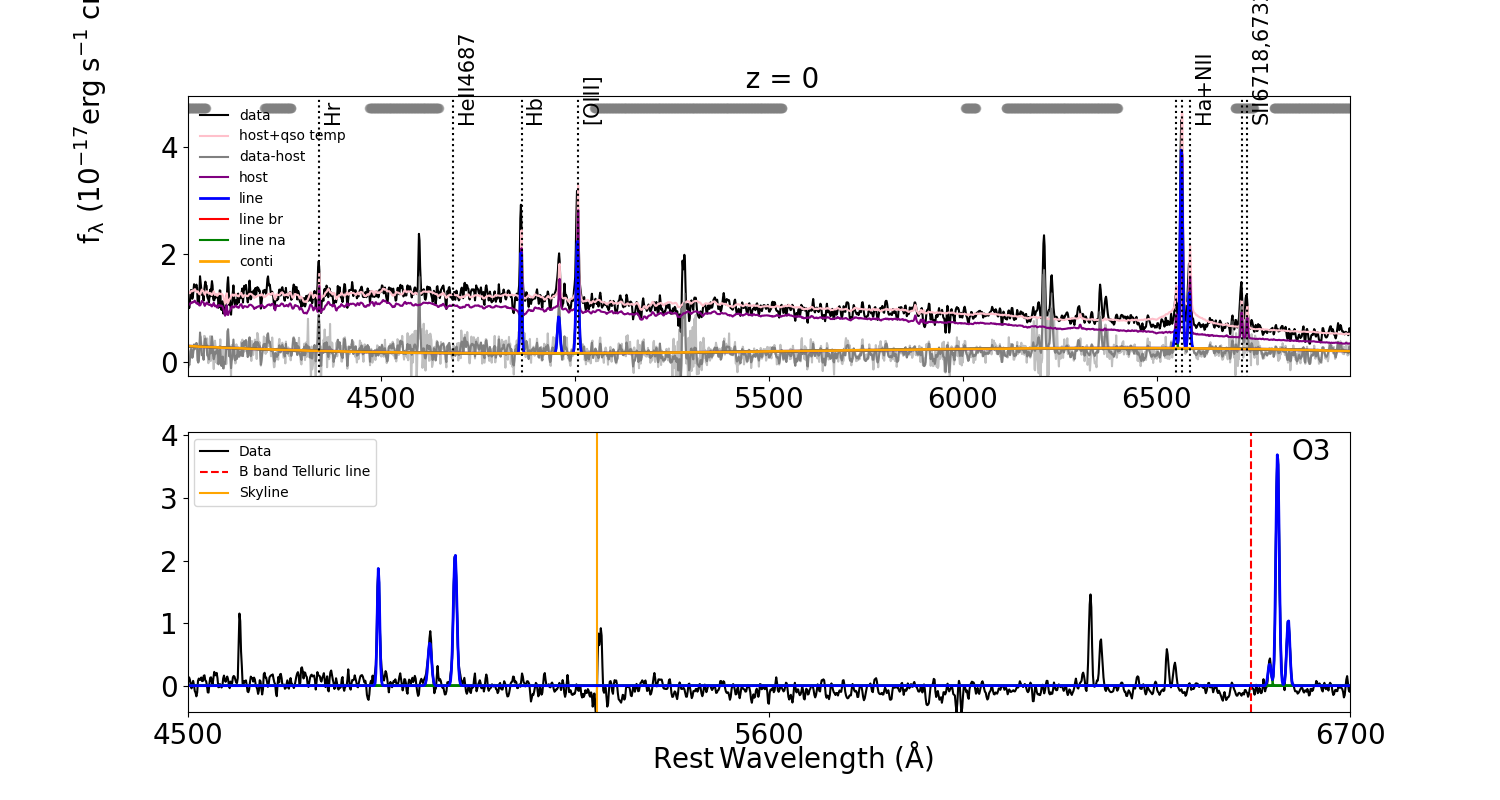 z = 0
f_λ (10^−17 erg s^−1 c
Hr
HeII4687
Hb
[OIII]
Ha+NII
SII6718,673
data
host+qso temp
data-host
host
line
line br
line na
conti
4
2
0
4500
5000
5500
6000
6500
O3
Data
B band Telluric line
Skyline
4
3
2
1
0
4500
5600
6700
Rest Wavelength (Å)